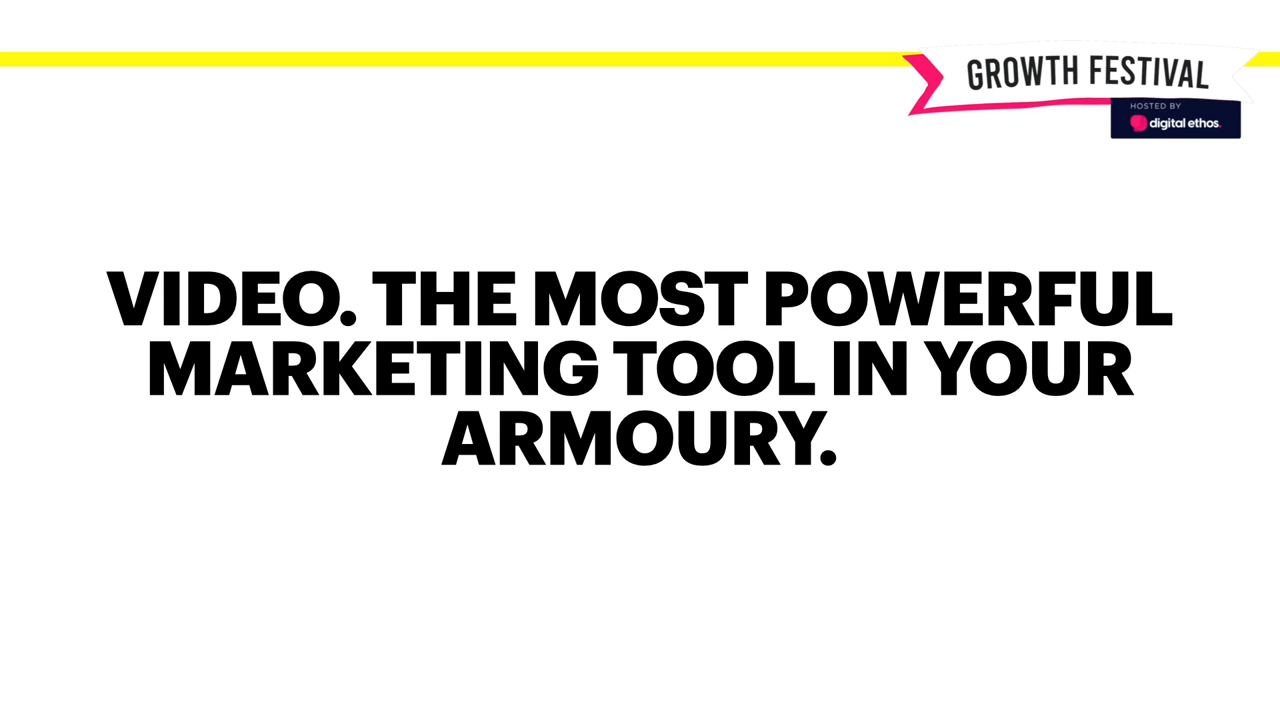 GROWTH FESTIVAL
HOSTED BY
digital ethos.
VIDEO. THE MOST POWERFUL
MARKETING TOOL IN YOUR
ARMOURY.